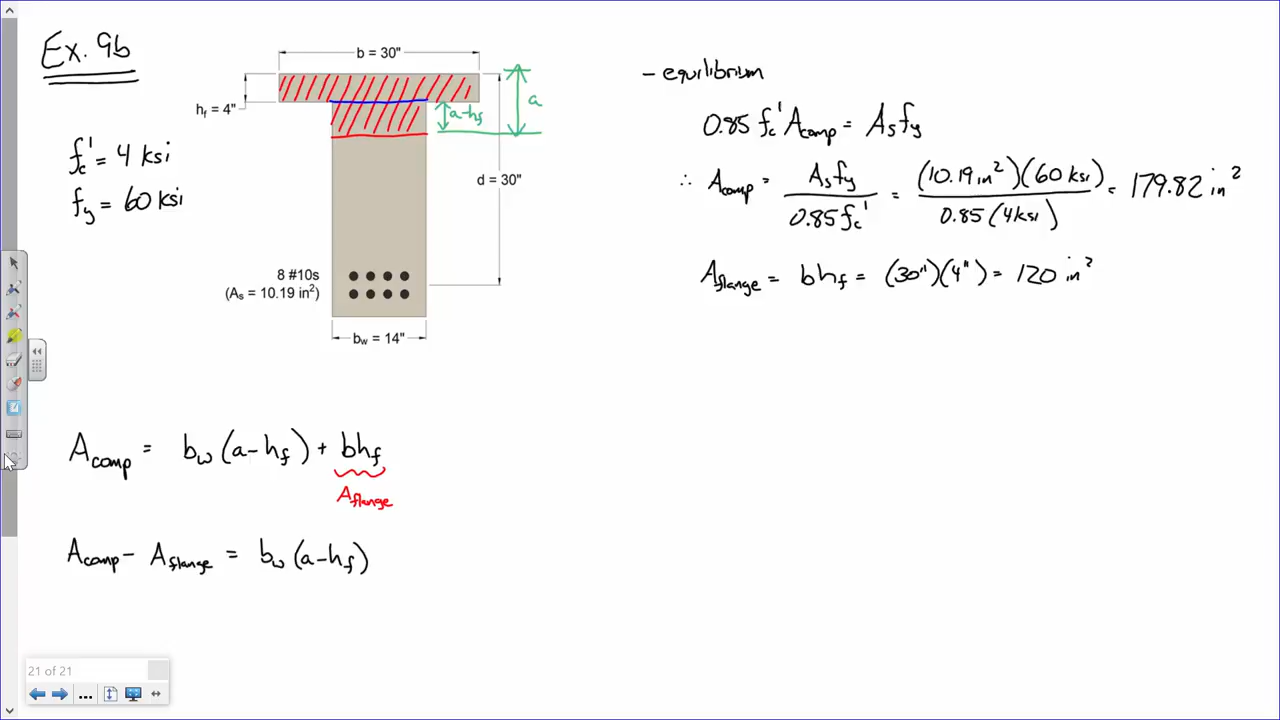 Ex. 9b
f'c = 4 ksi
fy = 60 ksi
b = 30"
hf = 4"
a-hf
a
d = 30"
8 #10s
(As = 10.19 in²)
bw = 14"
Acomp = bw (a-hf) + bhf
Aflange
Acomp - Aflange = bw (a-hf)
- equilibrium
0.85 f'c Acomp = As fy
∴ Acomp = As fy / 0.85 f'c = (10.19 in²)(60 ksi) / 0.85 (4 ksi) = 179.82 in²
Aflange = bhf = (30")(4") = 120 in²
21 of 21